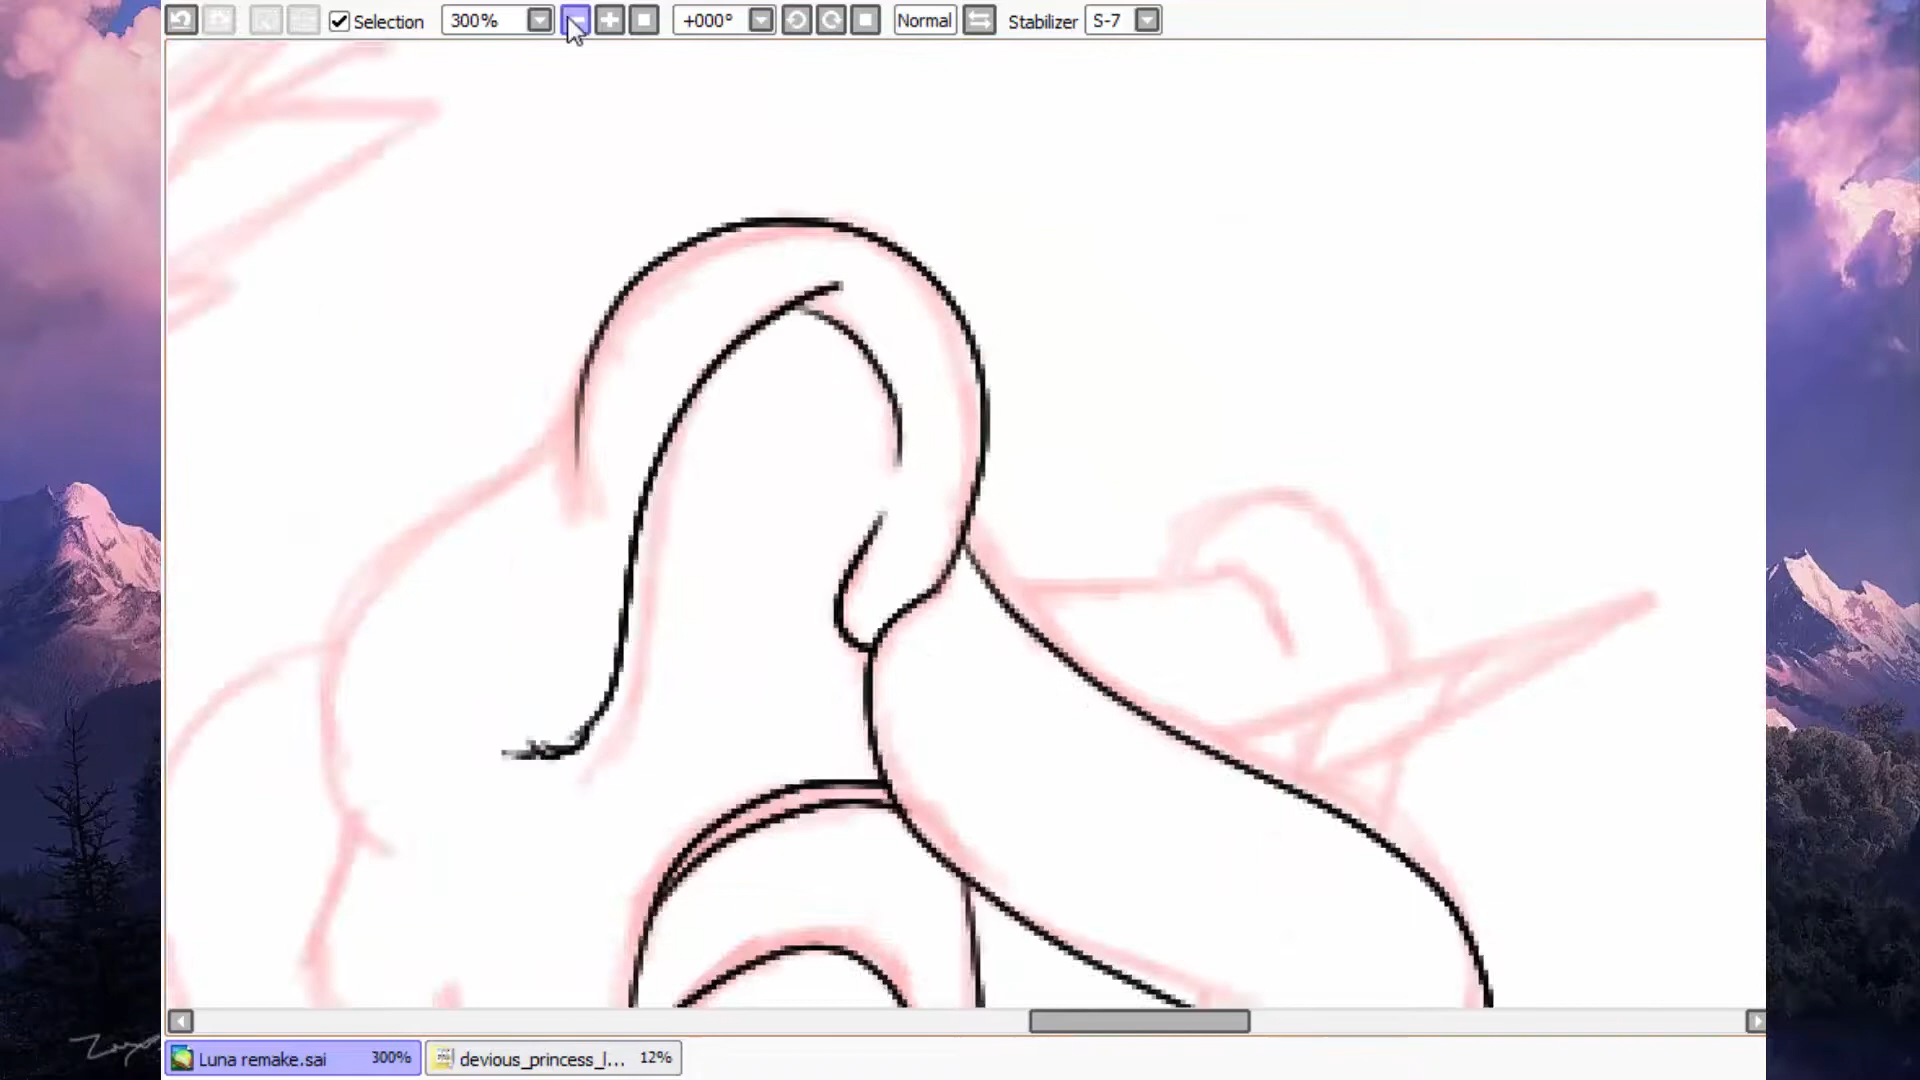 Selection 300% +000° Normal Stabilizer S-7
Luna remake.sai 300% devious_princess_l... 12%